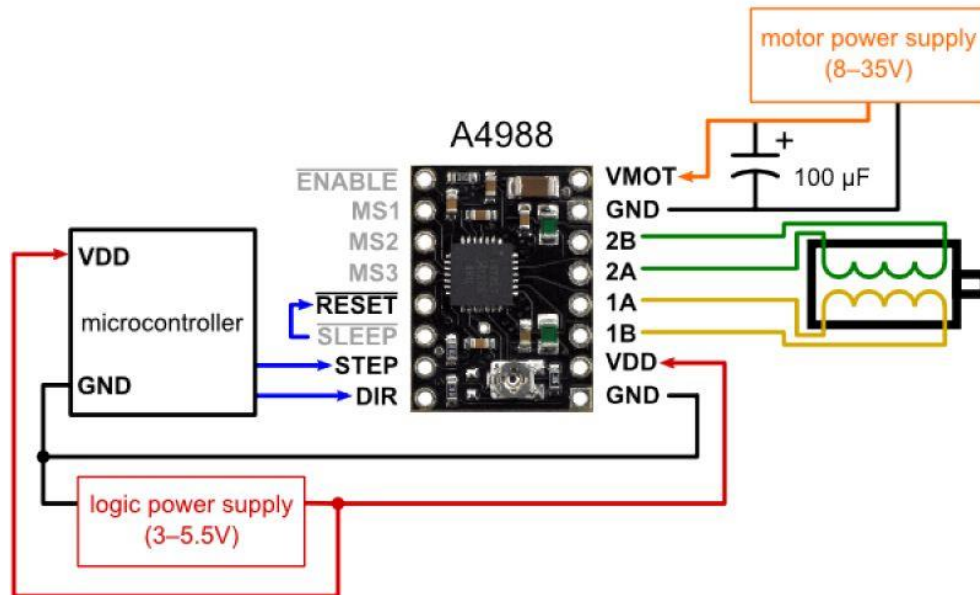 motor power supply
(8–35V)
A4988
ENABLE
MS1
MS2
MS3
RESET
SLEEP
STEP
DIR
VMOT
GND
2B
2A
1A
1B
VDD
GND
+
100 µF
VDD
microcontroller
GND
logic power supply
(3–5.5V)